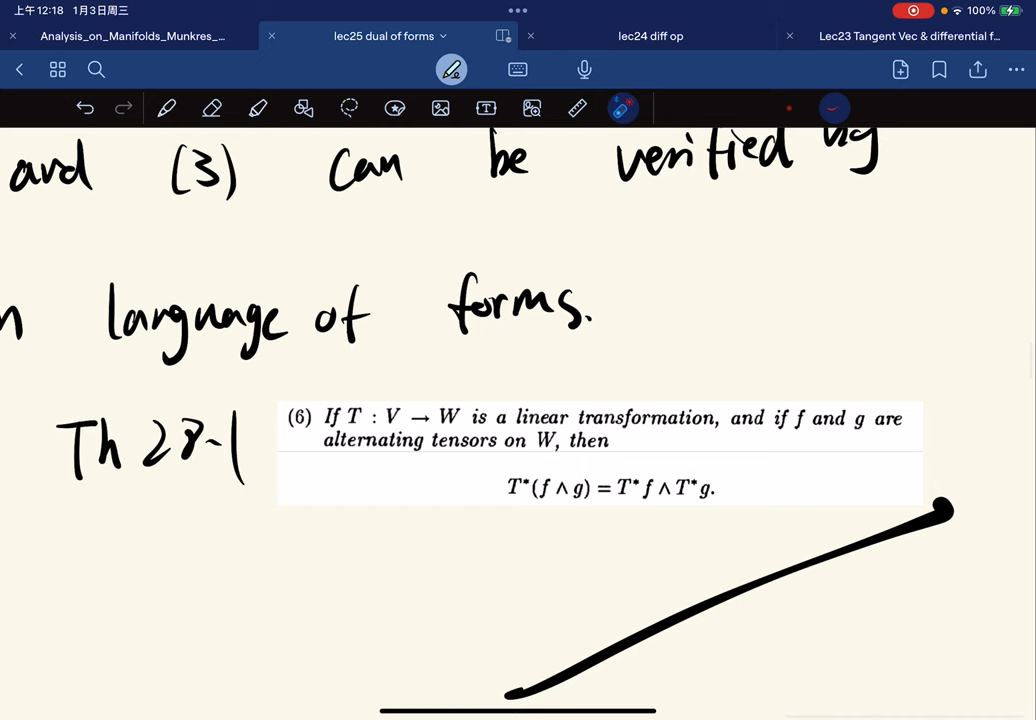 上午12:18 1月3日周三
100%
Analysis_on_Manifolds_Munkres_...
lec25 dual of forms
lec24 diff op
Lec23 Tangent Vec & differential f...
and (3) can be verified by
language of forms.
Th 28-1
(6) If T : V → W is a linear transformation, and if f and g are
alternating tensors on W, then
T*(f ∧ g) = T* f ∧ T* g.